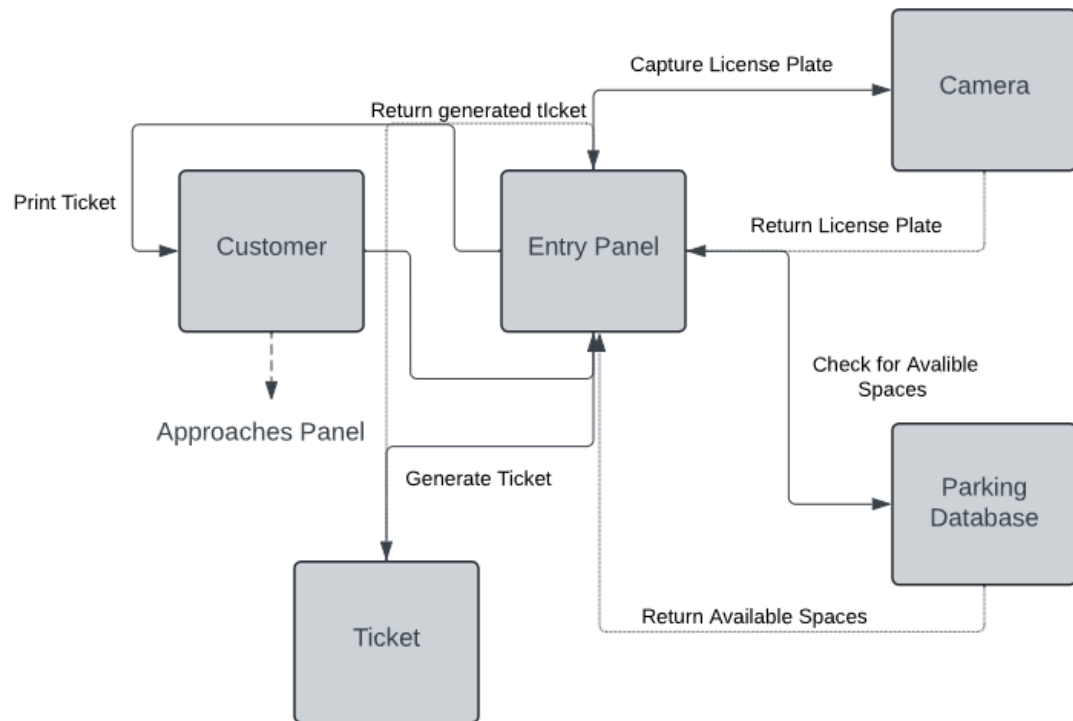 Capture License Plate
Camera
Return generated tIcket
Print Ticket
Customer
Entry Panel
Return License Plate
Check for Avalible
Spaces
Approaches Panel
Generate Ticket
Parking
Database
Return Available Spaces
Ticket